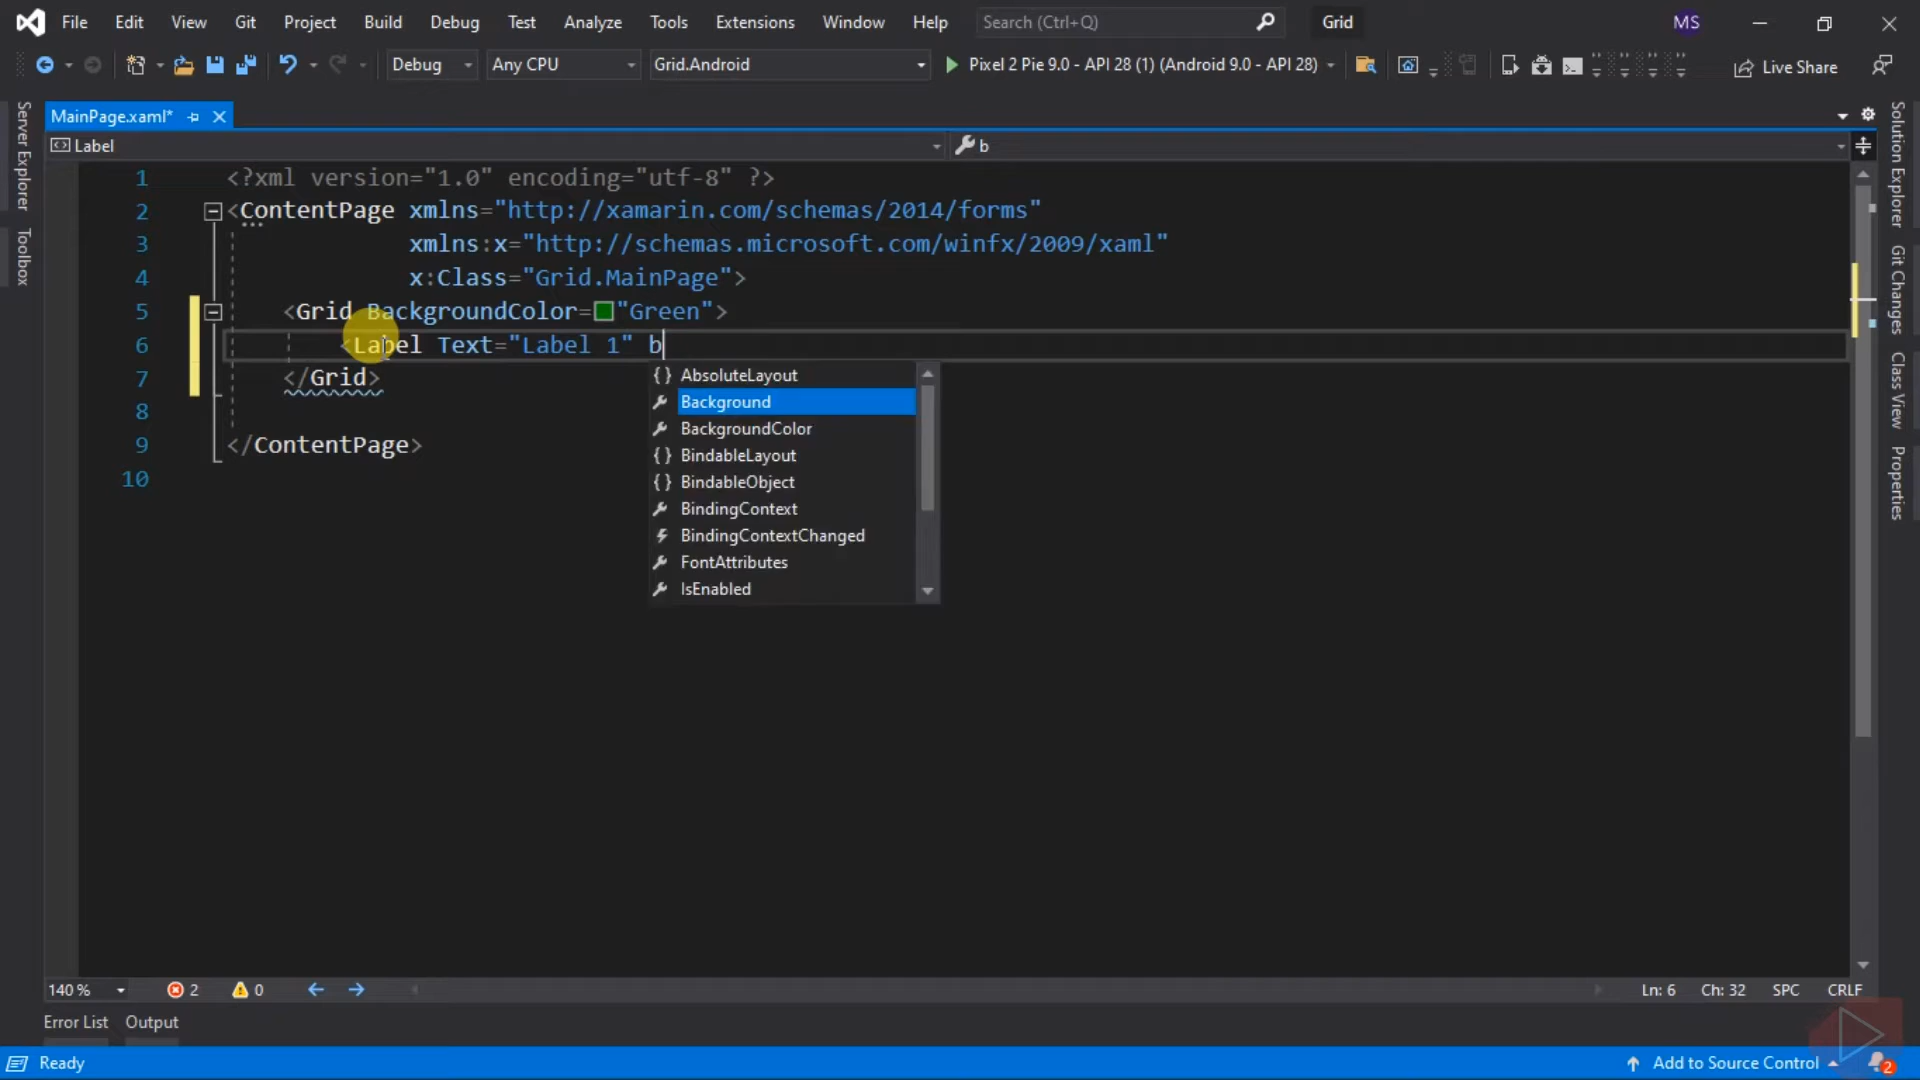 File Edit View Git Project Build Debug Test Analyze Tools Extensions Window Help Search (Ctrl+Q) Grid MS
Debug Any CPU Grid.Android Pixel 2 Pie 9.0 - API 28 (1) (Android 9.0 - API 28) Live Share
Server Explorer
Toolbox
MainPage.xaml*
Label b
1 <?xml version="1.0" encoding="utf-8" ?>
2 <ContentPage xmlns="http://xamarin.com/schemas/2014/forms"
3 xmlns:x="http://schemas.microsoft.com/winfx/2009/xaml"
4 x:Class="Grid.MainPage">
5 <Grid BackgroundColor="Green">
6 <Label Text="Label 1" b
7 </Grid>
8
9 </ContentPage>
10
{} AbsoluteLayout
Background
BackgroundColor
{} BindableLayout
{} BindableObject
BindingContext
BindingContextChanged
FontAttributes
IsEnabled
Solution Explorer
Git Changes
Class View
Properties
140 % 2 0 Ln: 6 Ch: 32 SPC CRLF
Error List Output
Ready Add to Source Control 2